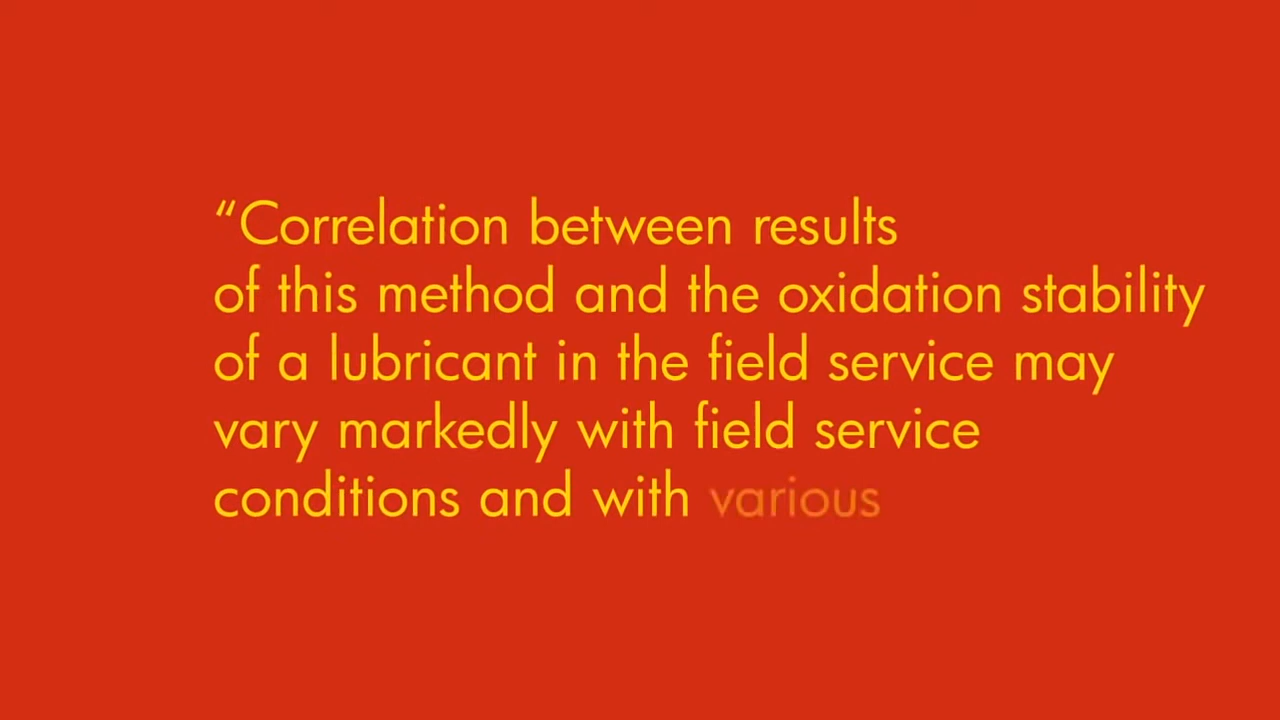 “Correlation between results
of this method and the oxidation stability
of a lubricant in the field service may
vary markedly with field service
conditions and with various